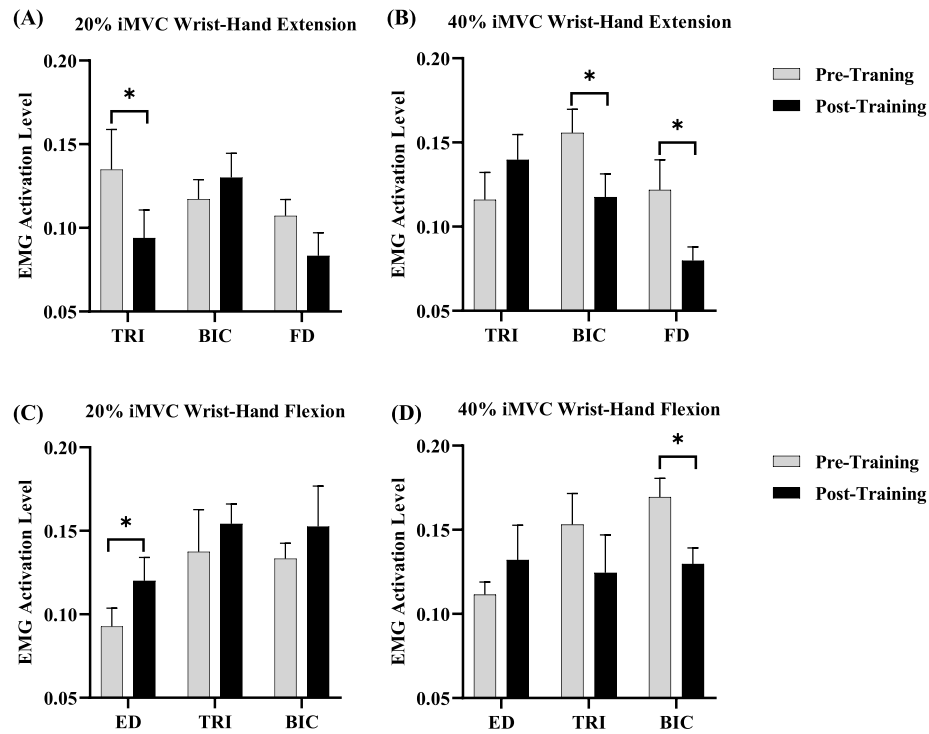 (A) 20% iMVC Wrist-Hand Extension
EMG Activation Level
0.20
0.15
0.10
0.05
*
TRI BIC FD
(B) 40% iMVC Wrist-Hand Extension
EMG Activation Level
0.20
0.15
0.10
0.05
*
*
TRI BIC FD
Pre-Traning
Post-Training
(C) 20% iMVC Wrist-Hand Flexion
EMG Activation Level
0.20
0.15
0.10
0.05
*
ED TRI BIC
(D) 40% iMVC Wrist-Hand Flexion
EMG Activation Level
0.20
0.15
0.10
0.05
*
ED TRI BIC
Pre-Training
Post-Training